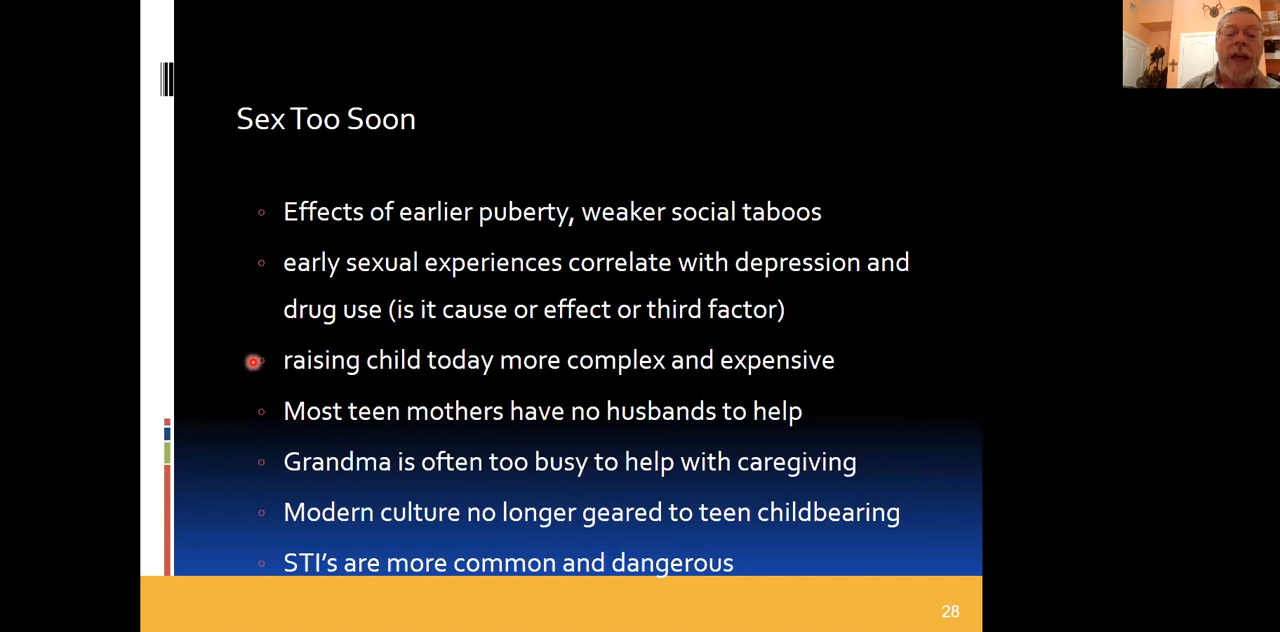 Sex Too Soon
Effects of earlier puberty, weaker social taboos
early sexual experiences correlate with depression and
drug use (is it cause or effect or third factor)
raising child today more complex and expensive
Most teen mothers have no husbands to help
Grandma is often too busy to help with caregiving
Modern culture no longer geared to teen childbearing
STI's are more common and dangerous
28